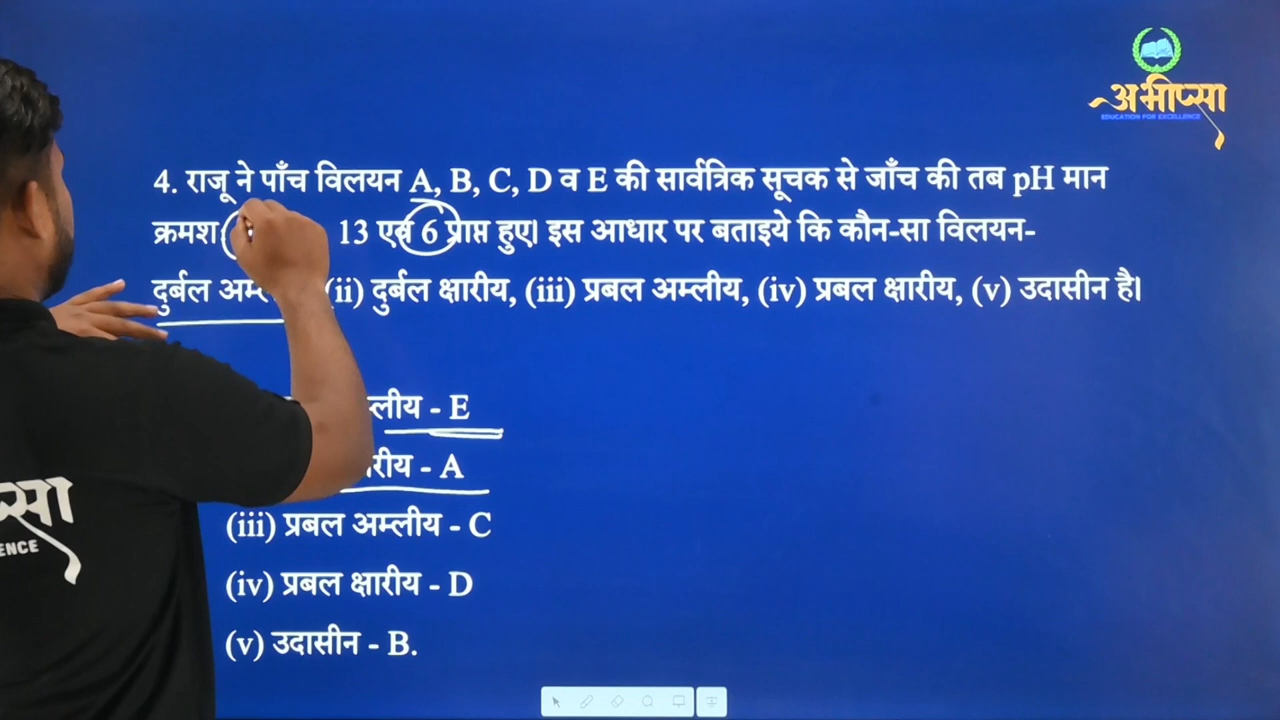 अभीप्सा
EDUCATION FOR EXCELLENCE
4. राजू ने पाँच विलयन A, B, C, D व E की सार्वत्रिक सूचक से जाँच की तब pH मान
क्रमश 13 एवं 6 प्राप्त हुए। इस आधार पर बताइये कि कौन-सा विलयन-
दुर्बल (ii) दुर्बल क्षारीय, (iii) प्रबल अम्लीय, (iv) प्रबल क्षारीय, (v) उदासीन है।
- E
- A
(iii) प्रबल अम्लीय - C
(iv) प्रबल क्षारीय - D
(v) उदासीन - B.